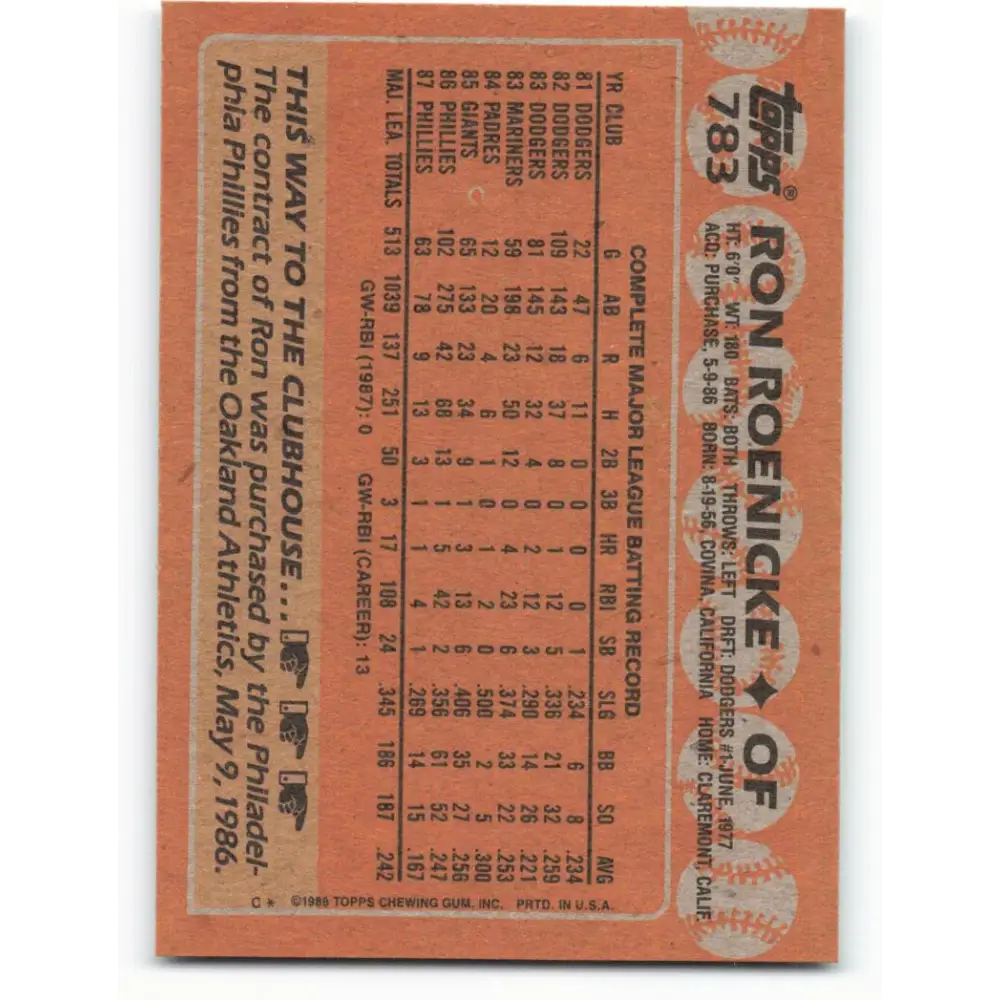 topps®
783
RON ROENICKE ✦ OF
HT: 6'0" WT: 180 BATS: BOTH THROWS: LEFT DRFT: DODGERS #1-JUNE, 1977
ACQ: PURCHASE, 5-9-86 BORN: 8-19-56, COVINA, CALIFORNIA HOME: CLAREMONT, CALIF.
COMPLETE MAJOR LEAGUE BATTING RECORD
YR CLUB G AB R H 2B 3B HR RBI SB SLG BB SO AVG
81 DODGERS 22 47 6 11 0 0 0 0 1 .234 6 8 .234
82 DODGERS 109 143 18 37 8 0 1 12 5 .336 21 32 .259
83 DODGERS 81 145 12 32 4 0 2 12 3 .290 14 26 .221
83 MARINERS 59 198 23 50 12 0 4 23 6 .374 33 22 .253
84 PADRES 12 20 4 6 1 0 1 2 0 .500 2 5 .300
85 GIANTS 65 133 23 34 9 1 3 13 6 .406 35 27 .256
86 PHILLIES 102 275 42 68 13 1 5 42 2 .356 61 52 .247
87 PHILLIES 63 78 9 13 3 1 1 4 1 .269 14 15 .167
MAJ. LEA. TOTALS 513 1039 137 251 50 3 17 108 24 .345 186 187 .242
GW-RBI (1987): 0 GW-RBI (CAREER): 13
THIS WAY TO THE CLUBHOUSE...
The contract of Ron was purchased by the Philadel-
phia Phillies from the Oakland Athletics, May 9, 1986.
©1988 TOPPS CHEWING GUM, INC. PRTD. IN U.S.A.
C *